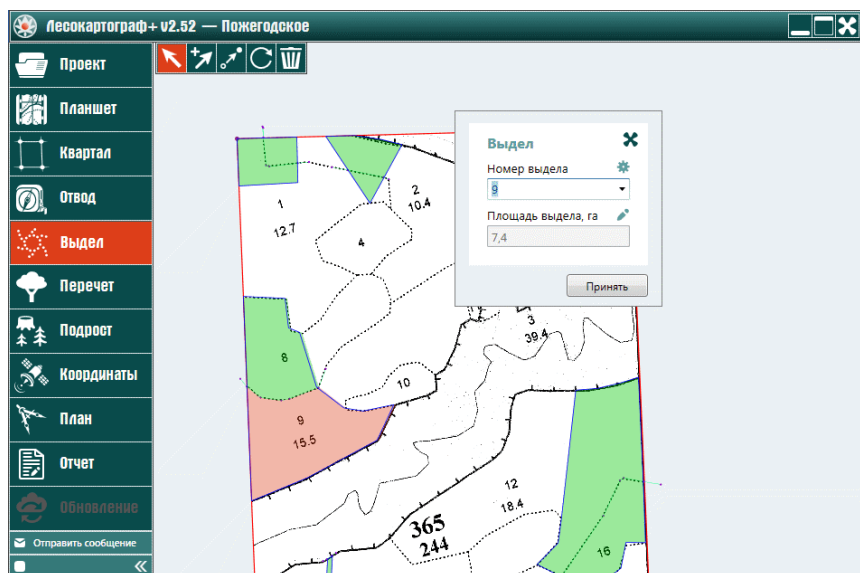 Лесокартограф+ v2.52 — Пожегодское
Проект
Планшет
Квартал
Отвод
Выдел
Перечет
Подрост
Координаты
План
Отчет
Обновление
Отправить сообщение
Выдел
Номер выдела
9
Площадь выдела, га
7,4
Принять
1
12.7
2
10.4
4
3
39.4
8
10
9
15.5
12
18.4
365
244
16